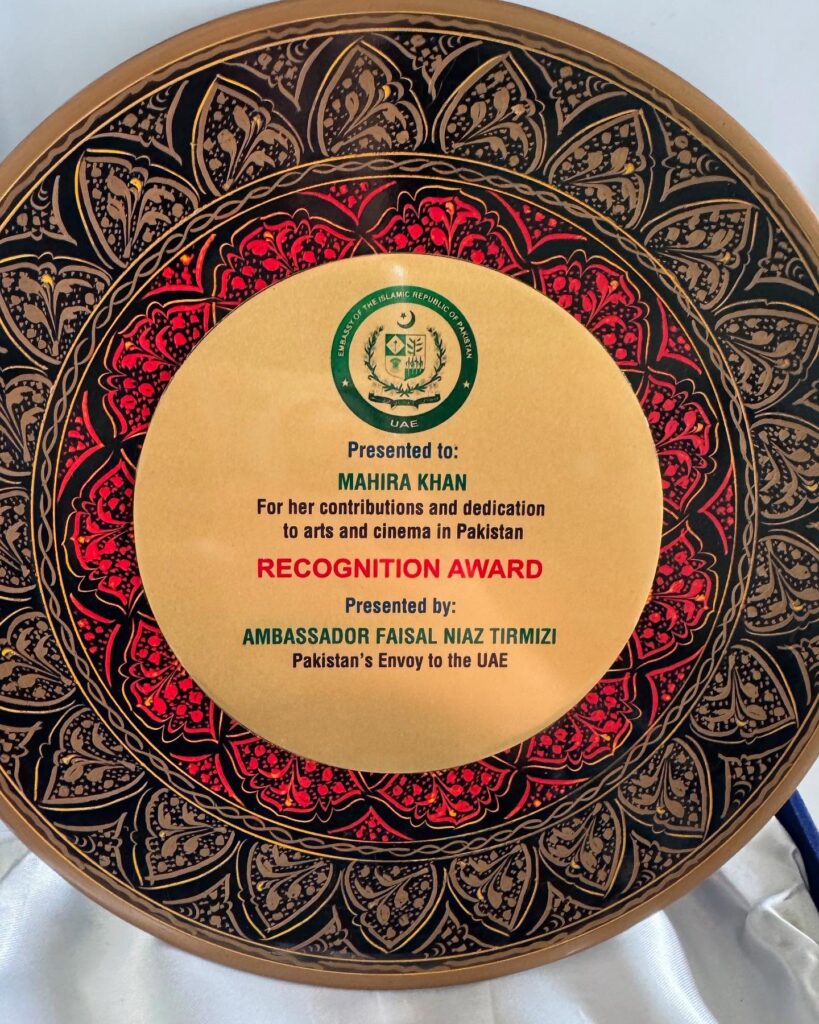 EMBASSY OF THE ISLAMIC REPUBLIC OF PAKISTAN
UAE
Presented to:
MAHIRA KHAN
For her contributions and dedication
to arts and cinema in Pakistan
RECOGNITION AWARD
Presented by:
AMBASSADOR FAISAL NIAZ TIRMIZI
Pakistan's Envoy to the UAE